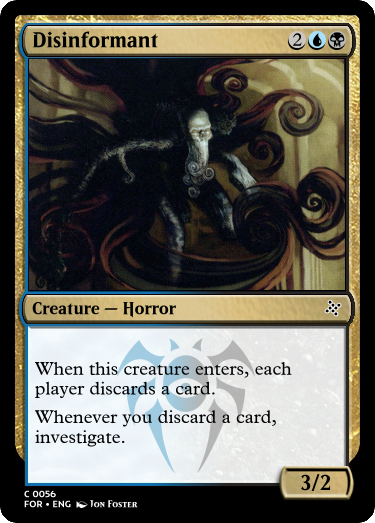 Disinformant 2
Creature — Horror
When this creature enters, each
player discards a card.
Whenever you discard a card,
investigate.
3/2
C 0056
FOR • ENG Jon Foster